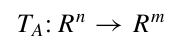 T_A: R^n → R^m